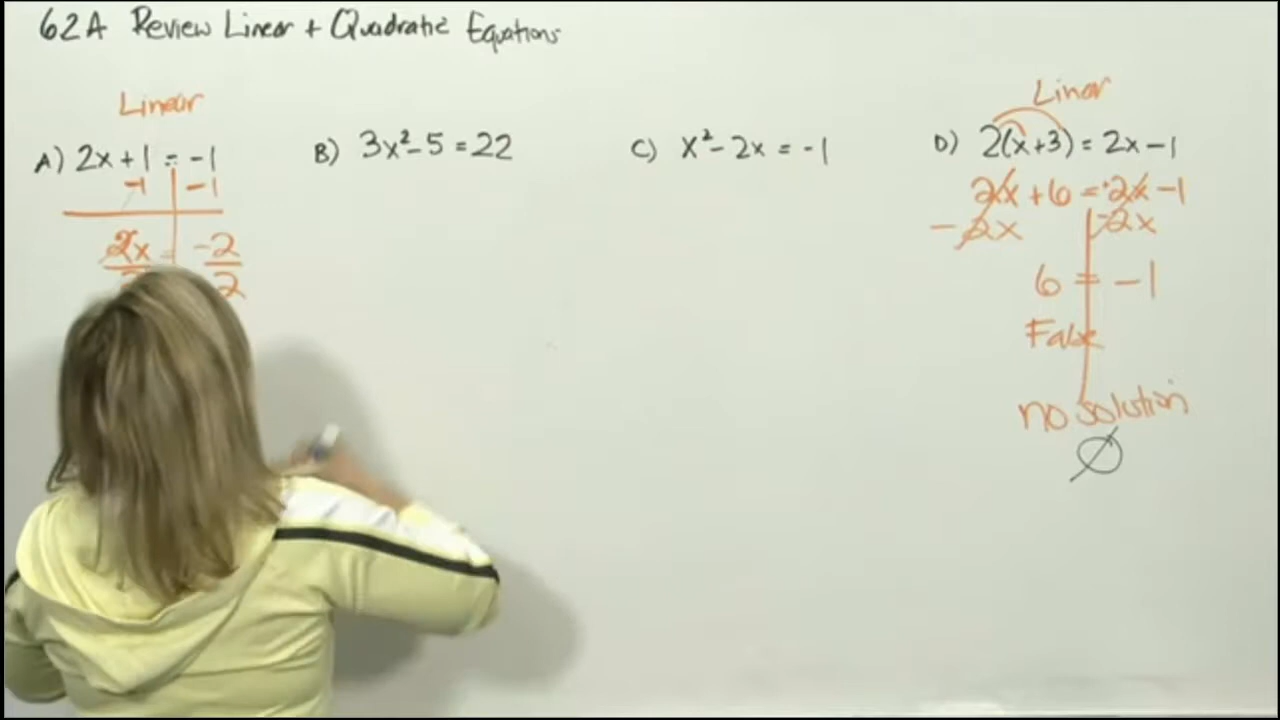 62A Review Linear + Quadratic Equations
Linear
A) 2x + 1 = -1
-1 -1
2x = -2
2 2
B) 3x² - 5 = 22
C) x² - 2x = -1
Linear
D) 2(x+3) = 2x - 1
2x + 6 = 2x - 1
-2x -2x
6 = -1
False
no solution
∅